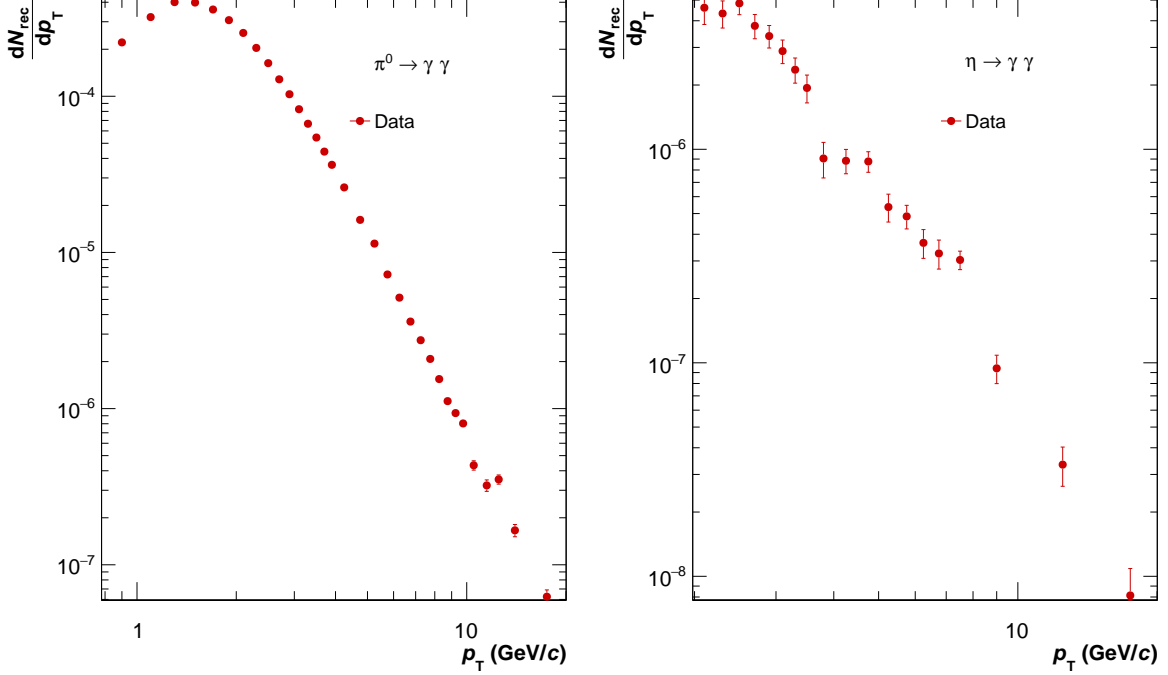 dN_rec
dp_T
π⁰ → γ γ
Data
10⁻⁴
10⁻⁵
10⁻⁶
10⁻⁷
1 10
p_T (GeV/c)
dN_rec
dp_T
η → γ γ
Data
10⁻⁶
10⁻⁷
10⁻⁸
10
p_T (GeV/c)